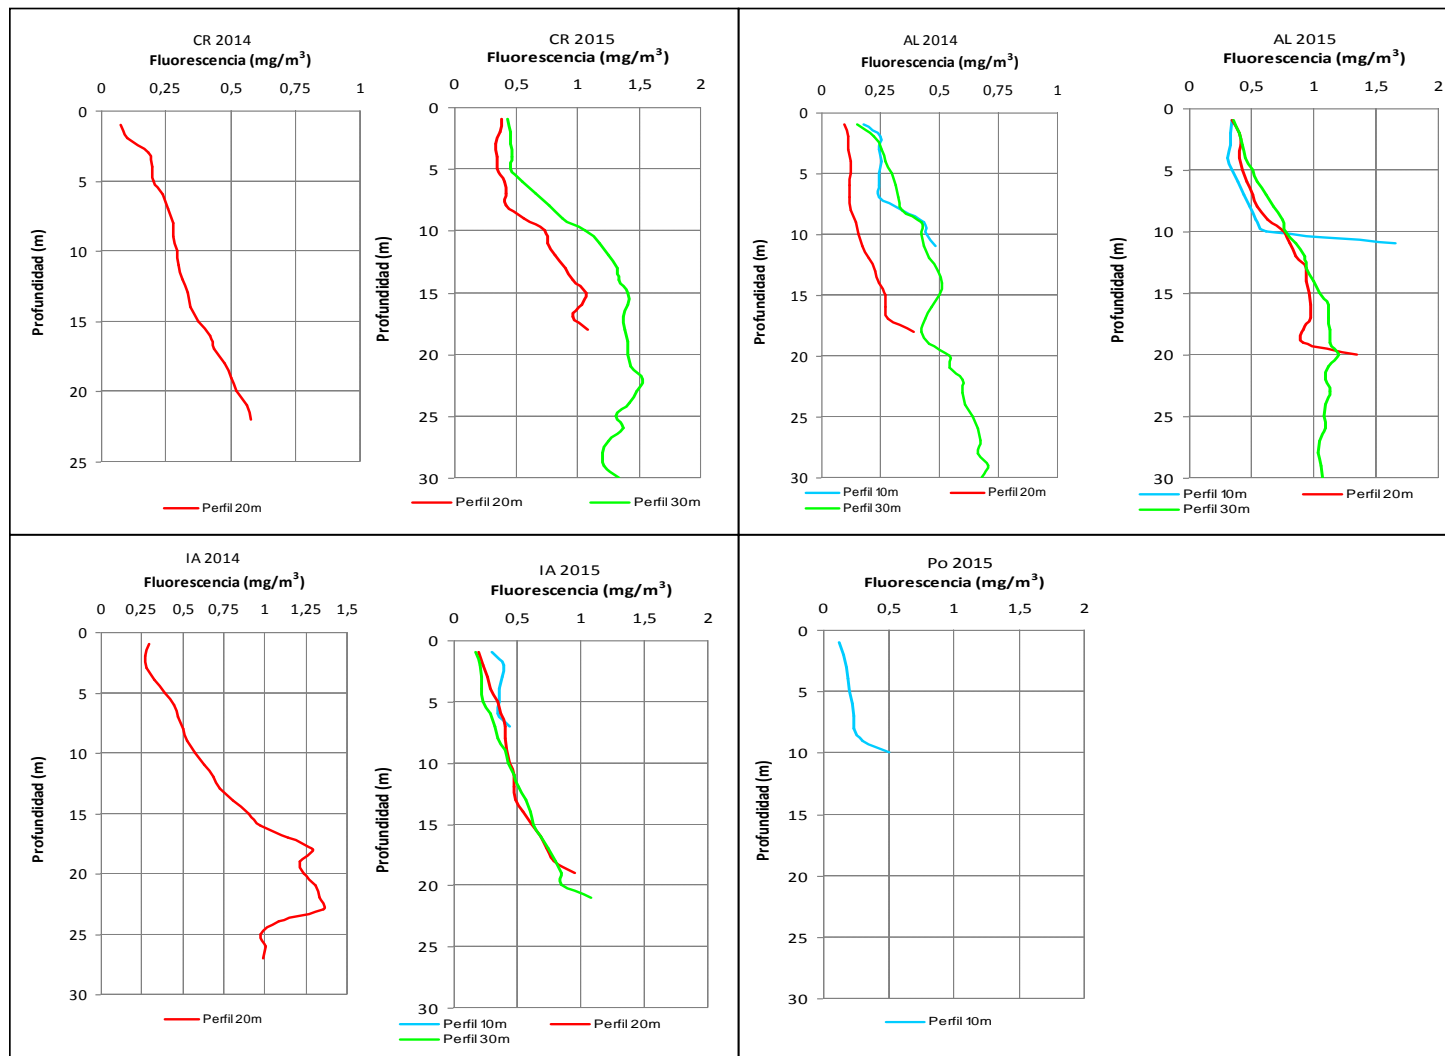 CR 2014
Fluorescencia (mg/m³)
0 0,25 0,5 0,75 1
0
5
10
15
20
25
Profundidad (m)
Perfil 20m
CR 2015
Fluorescencia (mg/m³)
0 0,5 1 1,5 2
0
5
10
15
20
25
30
Profundidad (m)
Perfil 20m Perfil 30m
AL 2014
Fluorescencia (mg/m³)
0 0,25 0,5 0,75 1
0
5
10
15
20
25
30
Profundidad (m)
Perfil 10m Perfil 20m
Perfil 30m
AL 2015
Fluorescencia (mg/m³)
0 0,5 1 1,5 2
0
5
10
15
20
25
30
Profundidad (m)
Perfil 10m Perfil 20m
Perfil 30m
IA 2014
Fluorescencia (mg/m³)
0 0,25 0,5 0,75 1 1,25 1,5
0
5
10
15
20
25
30
Profundidad (m)
Perfil 20m
IA 2015
Fluorescencia (mg/m³)
0 0,5 1 1,5 2
0
5
10
15
20
25
30
Profundidad (m)
Perfil 10m Perfil 20m
Perfil 30m
Po 2015
Fluorescencia (mg/m³)
0 0,5 1 1,5 2
0
5
10
15
20
25
30
Profundidad (m)
Perfil 10m